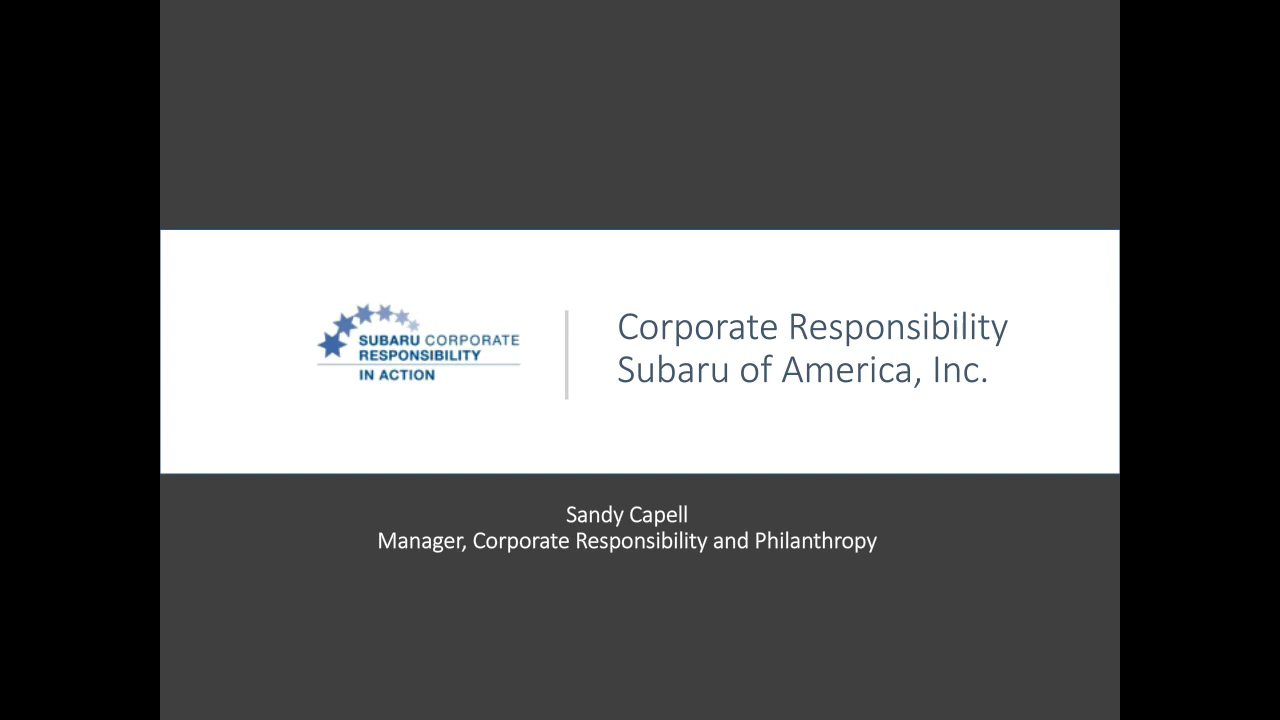 SUBARU CORPORATE
RESPONSIBILITY
IN ACTION
Corporate Responsibility
Subaru of America, Inc.
Sandy Capell
Manager, Corporate Responsibility and Philanthropy